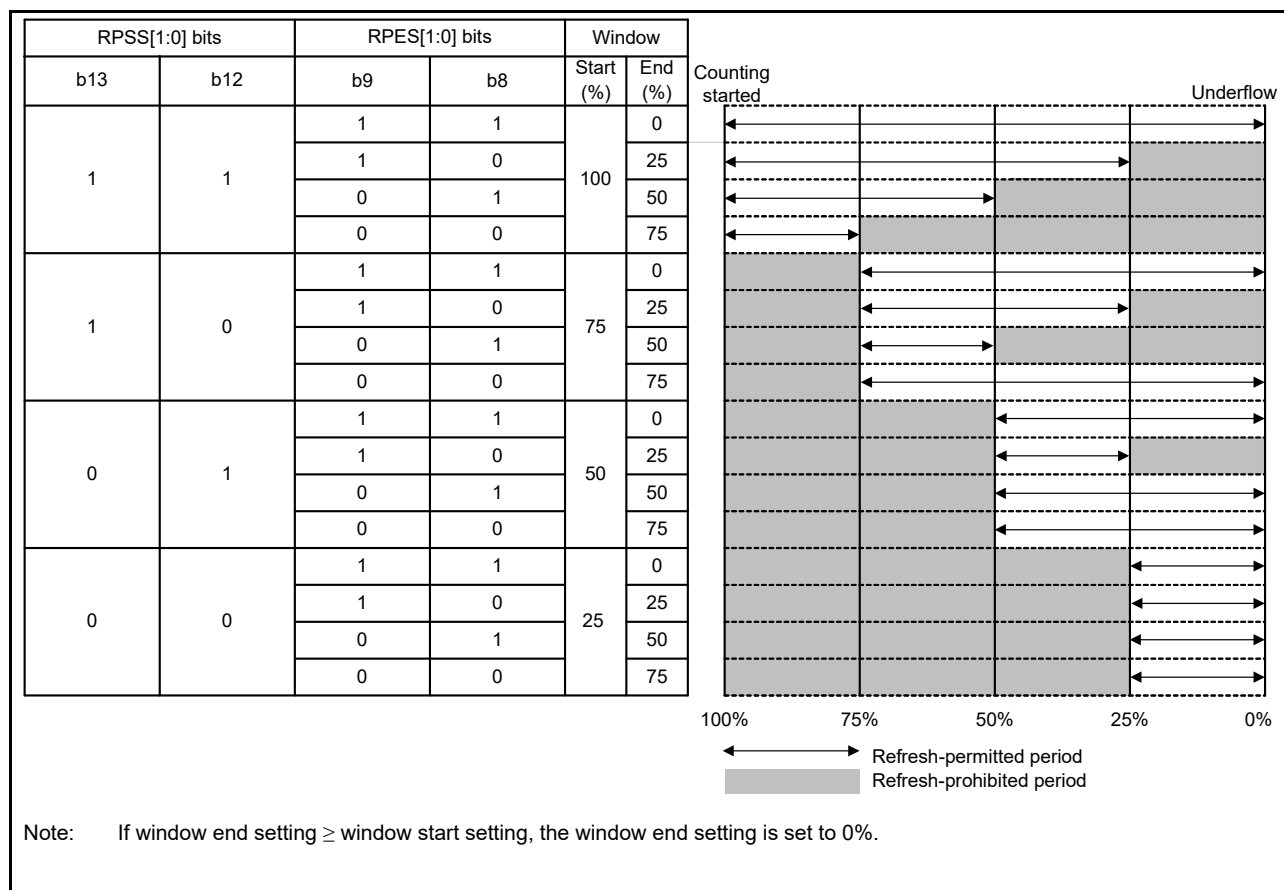 RPSS[1:0] bits RPES[1:0] bits Window
b13 b12 b9 b8 Start (%) End (%) Counting started Underflow
1 1 1 1 100 0
1 0 25
0 1 50
0 0 75
1 0 1 1 75 0
1 0 25
0 1 50
0 0 75
0 1 1 1 50 0
1 0 25
0 1 50
0 0 75
0 0 1 1 25 0
1 0 25
0 1 50
0 0 75
100% 75% 50% 25% 0%
Refresh-permitted period
Refresh-prohibited period
Note: If window end setting ≥ window start setting, the window end setting is set to 0%.